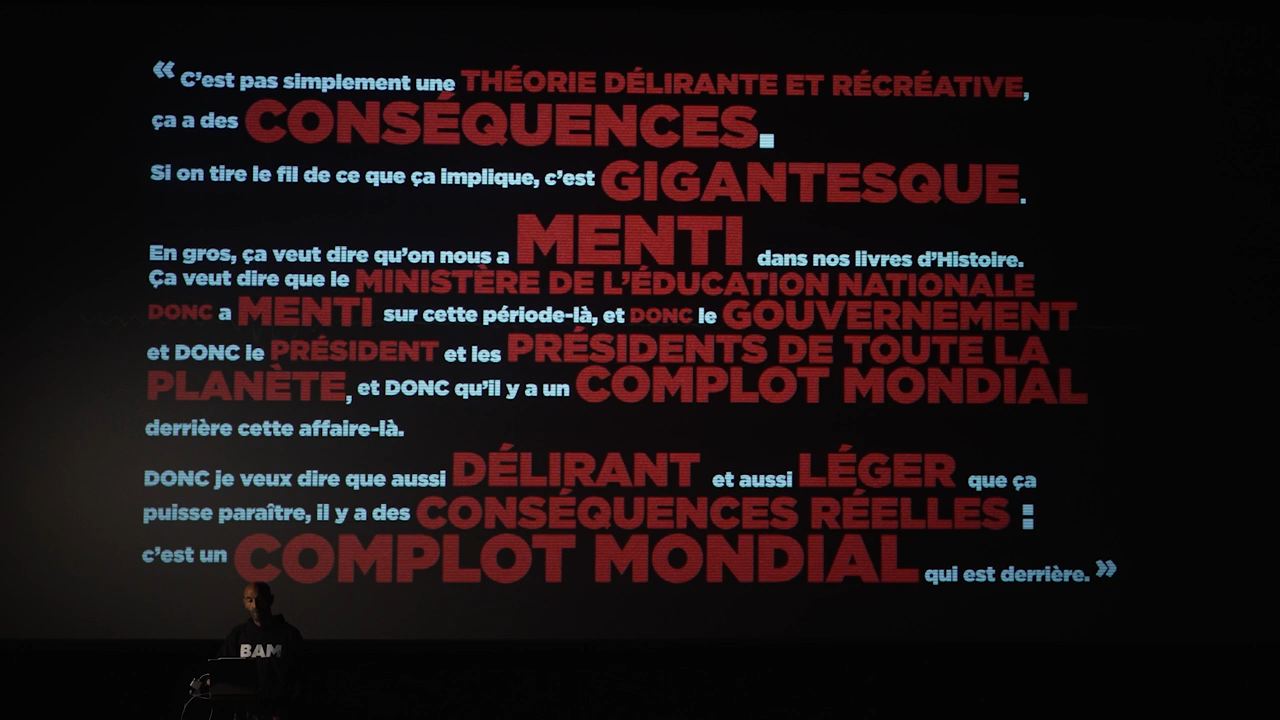 « C'est pas simplement une THÉORIE DÉLIRANTE ET RÉCRÉATIVE,
ça a des CONSÉQUENCES.
Si on tire le fil de ce que ça implique, c'est GIGANTESQUE.
En gros, ça veut dire qu'on nous a MENTI dans nos livres d'Histoire.
Ça veut dire que le MINISTÈRE DE L'ÉDUCATION NATIONALE
DONC a MENTI sur cette période-là, et DONC le GOUVERNEMENT
et DONC le PRÉSIDENT et les PRÉSIDENTS DE TOUTE LA
PLANÈTE, et DONC qu'il y a un COMPLOT MONDIAL
derrière cette affaire-là.
DONC je veux dire que aussi DÉLIRANT et aussi LÉGER que ça
puisse paraître, il y a des CONSÉQUENCES RÉELLES :
c'est un COMPLOT MONDIAL qui est derrière. »
BAM